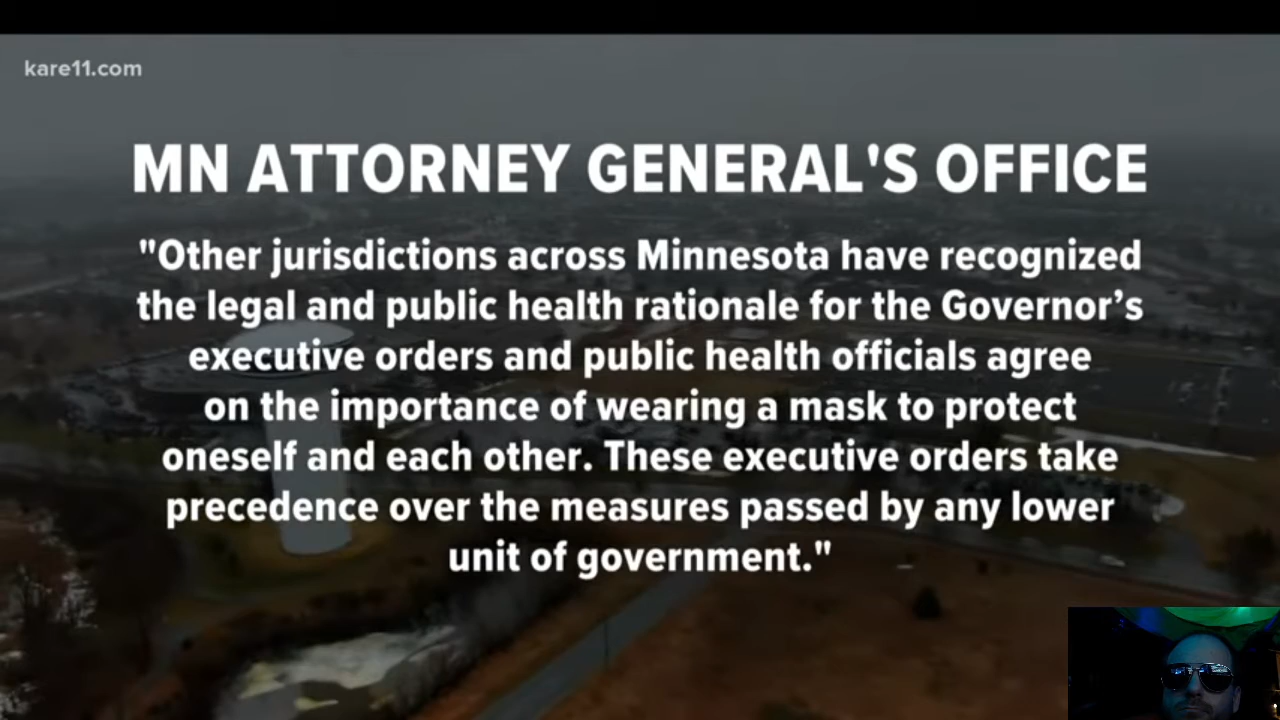 kare11.com
MN ATTORNEY GENERAL'S OFFICE
"Other jurisdictions across Minnesota have recognized
the legal and public health rationale for the Governor’s
executive orders and public health officials agree
on the importance of wearing a mask to protect
oneself and each other. These executive orders take
precedence over the measures passed by any lower
unit of government."